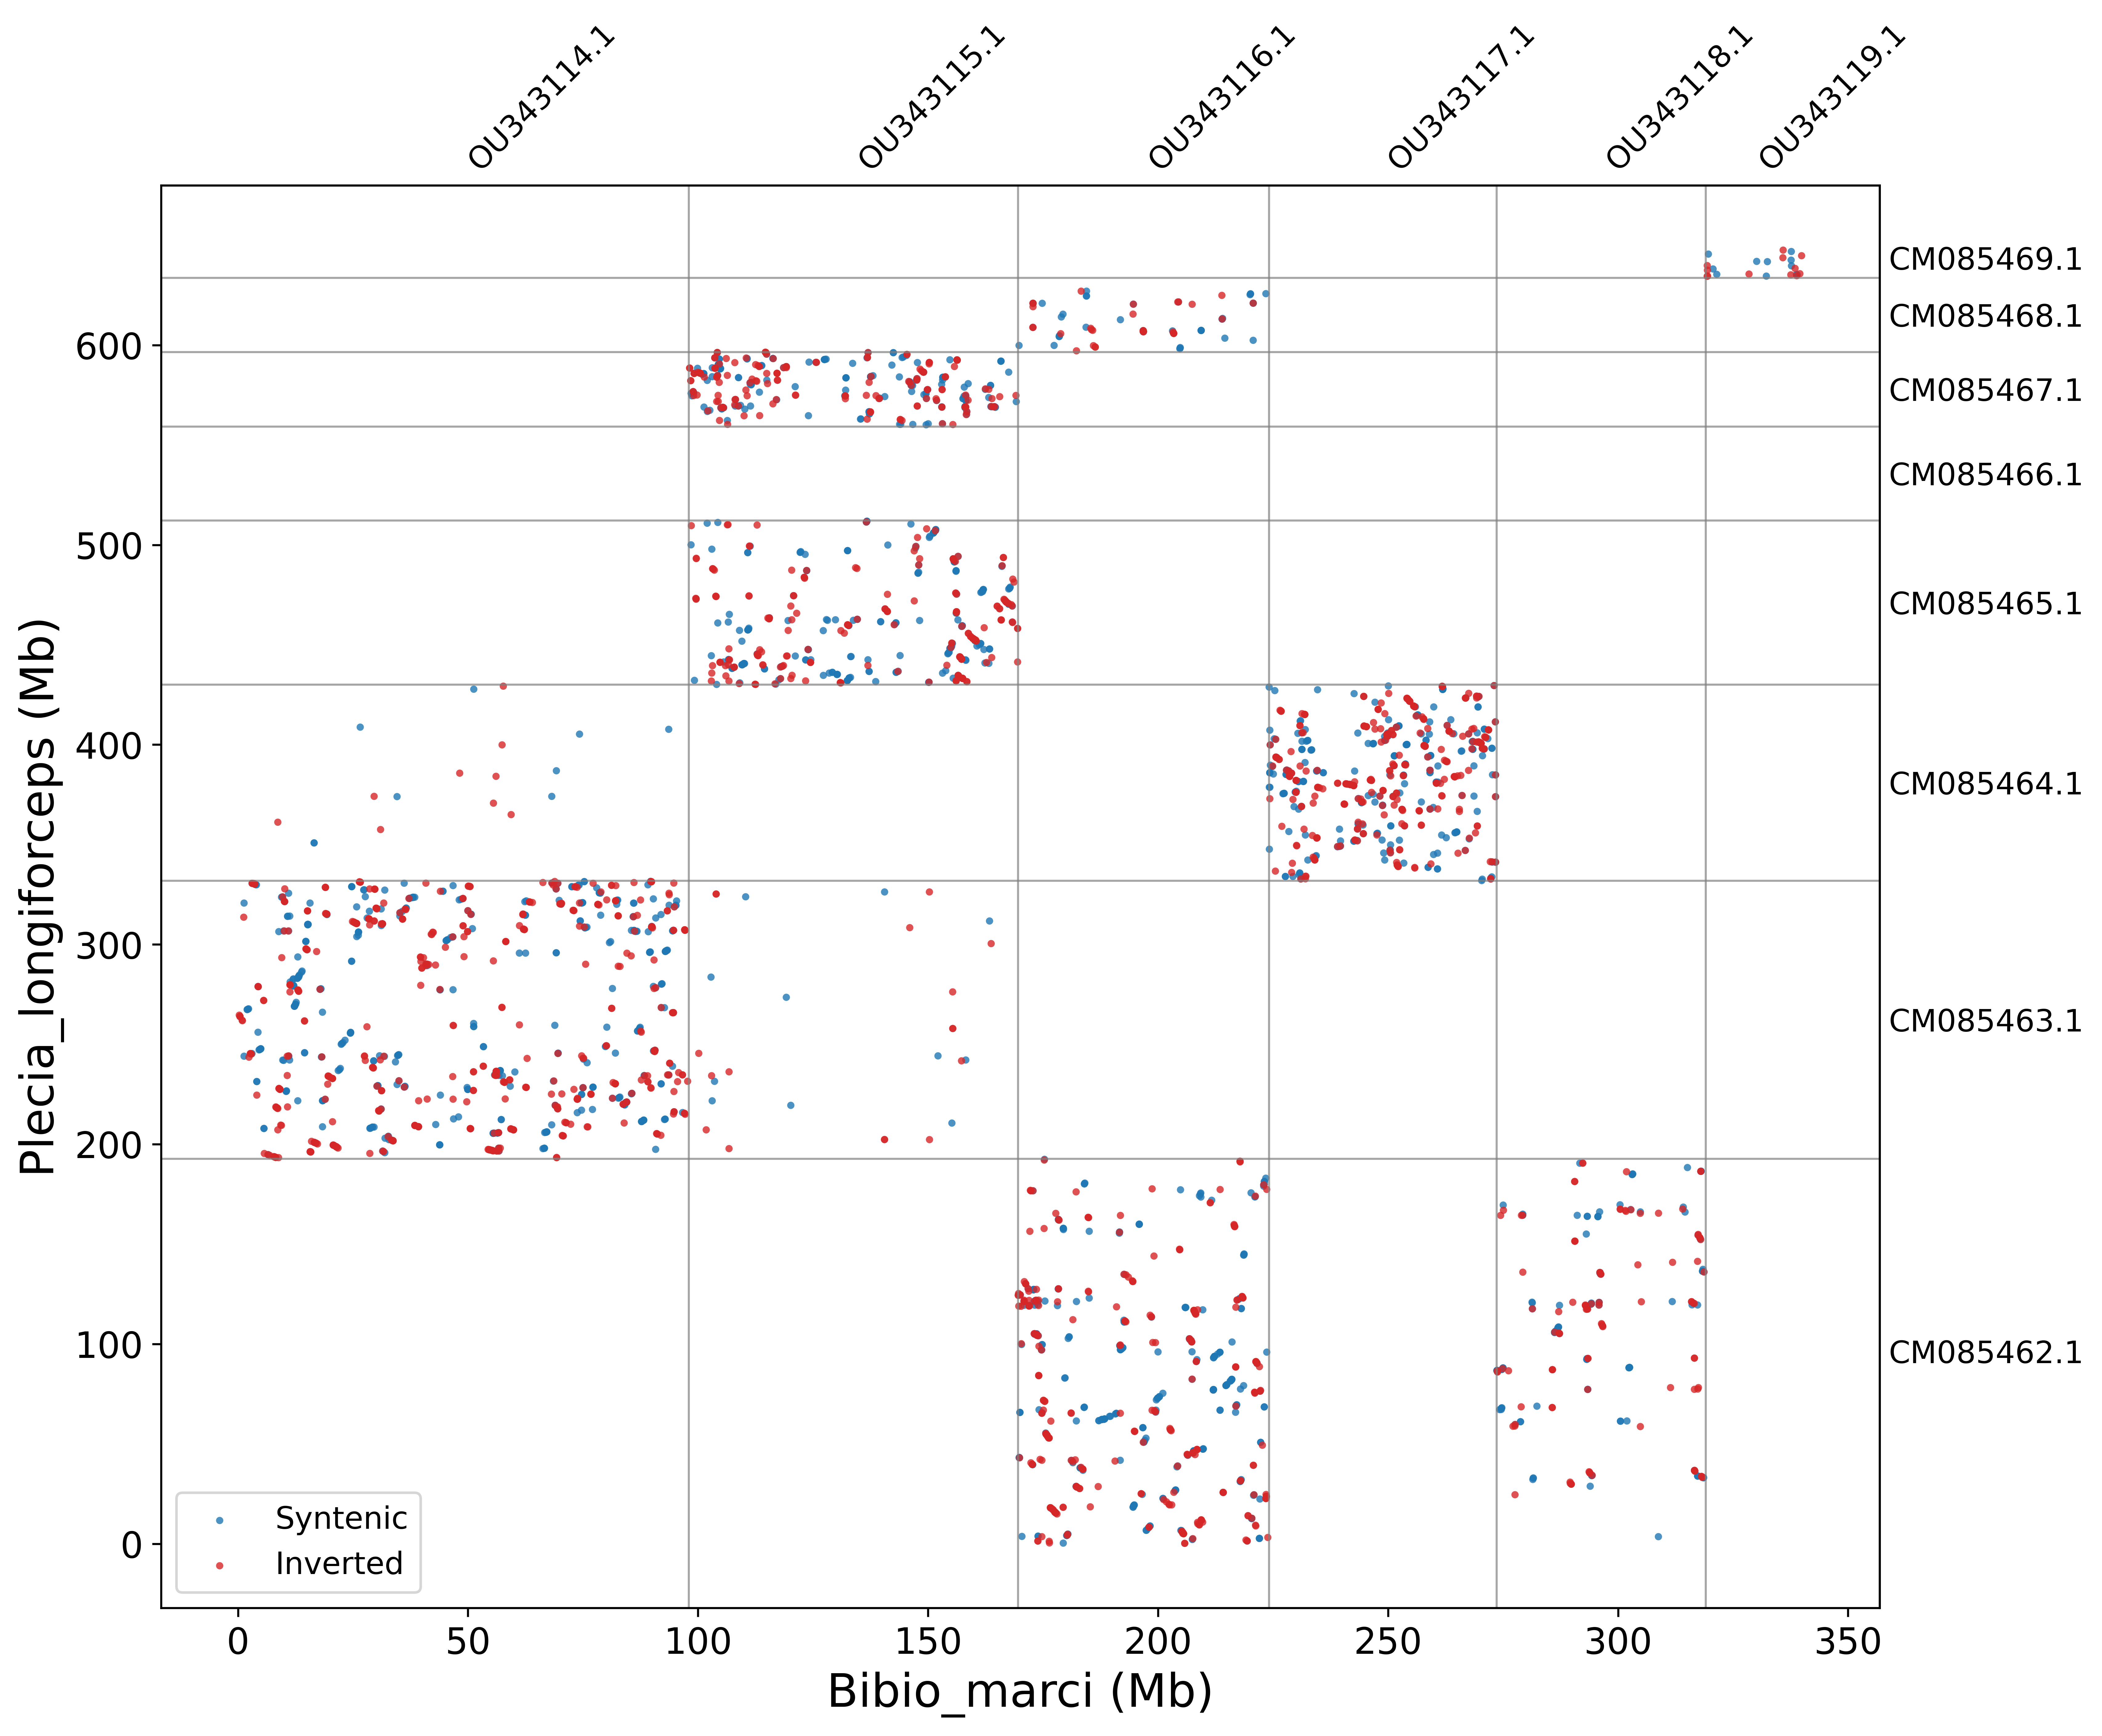 OU343114.1
OU343115.1
OU343116.1
OU343117.1
OU343118.1
OU343119.1
CM085469.1
CM085468.1
CM085467.1
CM085466.1
CM085465.1
CM085464.1
CM085463.1
CM085462.1
600
500
400
300
200
100
0
Plecia_longiforceps (Mb)
Syntenic
Inverted
0 50 100 150 200 250 300 350
Bibio_marci (Mb)